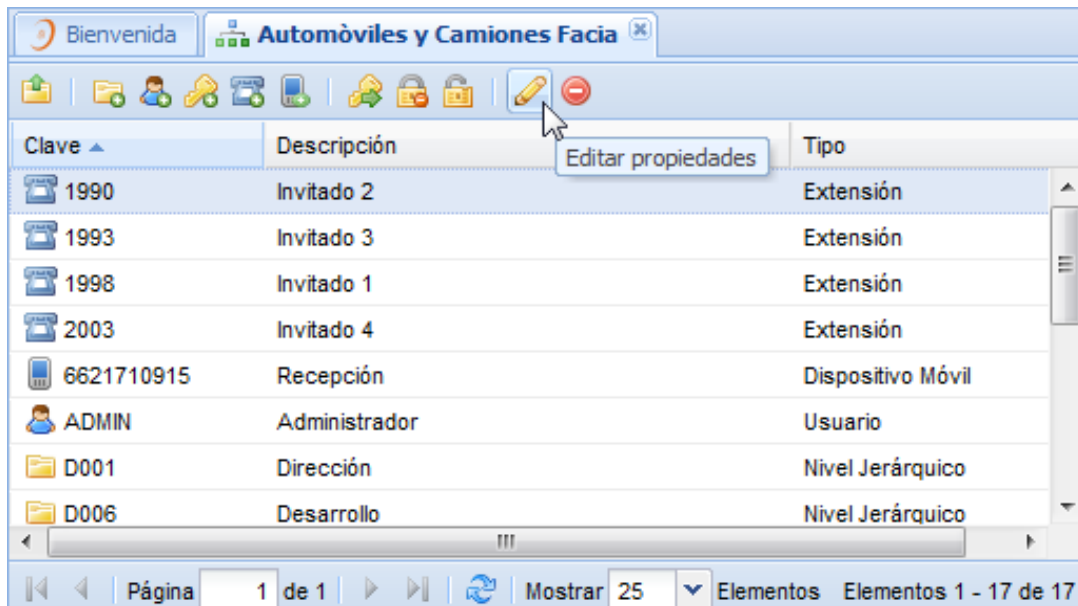 Bienvenida Automòviles y Camiones Facia
Clave Descripción Tipo
Editar propiedades
1990 Invitado 2 Extensión
1993 Invitado 3 Extensión
1998 Invitado 1 Extensión
2003 Invitado 4 Extensión
6621710915 Recepción Dispositivo Móvil
ADMIN Administrador Usuario
D001 Dirección Nivel Jerárquico
D006 Desarrollo Nivel Jerárquico
Página 1 de 1 Mostrar 25 Elementos Elementos 1 - 17 de 17